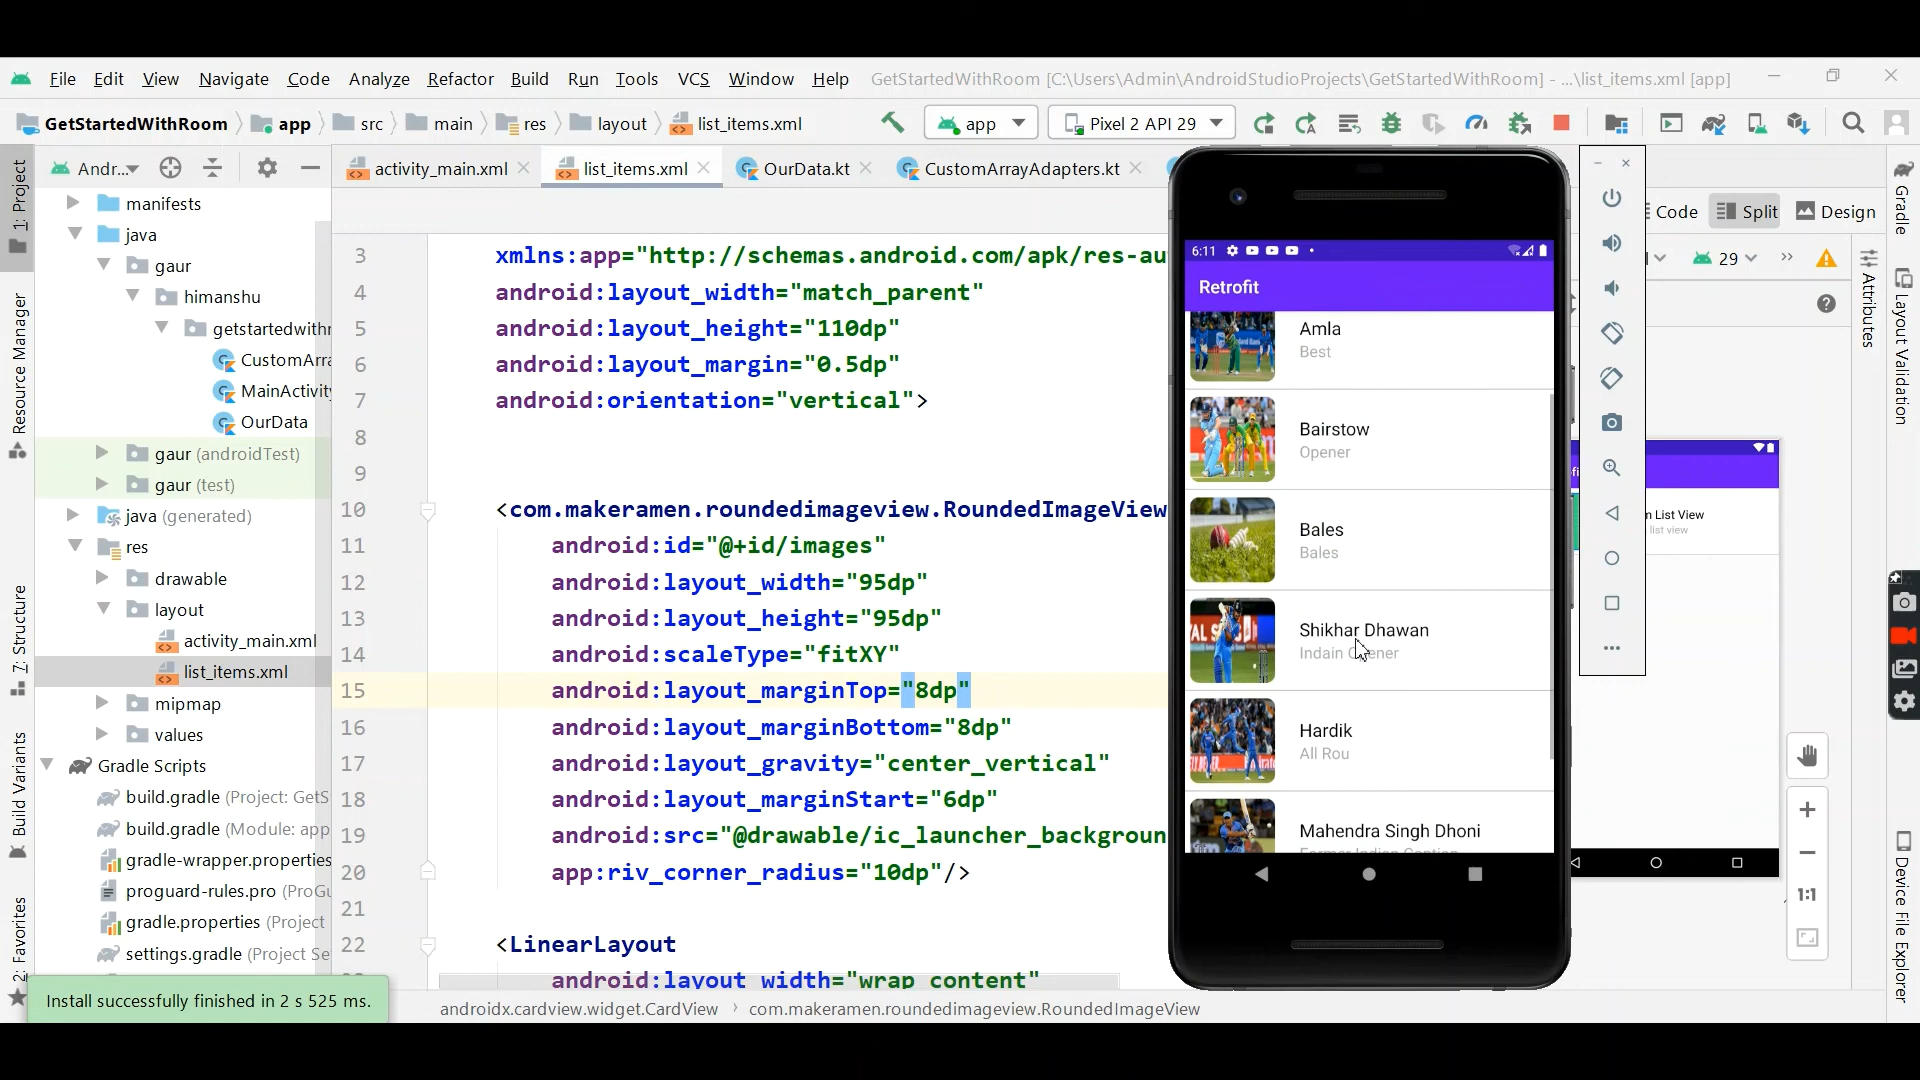 File Edit View Navigate Code Analyze Refactor Build Run Tools VCS Window Help GetStartedWithRoom [C:\Users\Admin\AndroidStudioProjects\GetStartedWithRoom] - ...\list_items.xml [app]
GetStartedWithRoom app src main res layout list_items.xml app Pixel 2 API 29
Andr... activity_main.xml list_items.xml OurData.kt CustomArrayAdapters.kt
Code Split Design
29
1: Project
Resource Manager
Z: Structure
Build Variants
2: Favorites
manifests
java
gaur
himanshu
getstartedwithr
CustomArra
MainActivity
OurData
gaur (androidTest)
gaur (test)
java (generated)
res
drawable
layout
activity_main.xml
list_items.xml
mipmap
values
Gradle Scripts
build.gradle (Project: GetS
build.gradle (Module: app
gradle-wrapper.properties
proguard-rules.pro (ProGu
gradle.properties (Project
settings.gradle (Project Se
Install successfully finished in 2 s 525 ms.
3 xmlns:app="http://schemas.android.com/apk/res-au
4 android:layout_width="match_parent"
5 android:layout_height="110dp"
6 android:layout_margin="0.5dp"
7 android:orientation="vertical">
8
9
10 <com.makeramen.roundedimageview.RoundedImageView
11 android:id="@+id/images"
12 android:layout_width="95dp"
13 android:layout_height="95dp"
14 android:scaleType="fitXY"
15 android:layout_marginTop="8dp"
16 android:layout_marginBottom="8dp"
17 android:layout_gravity="center_vertical"
18 android:layout_marginStart="6dp"
19 android:src="@drawable/ic_launcher_backgroun
20 app:riv_corner_radius="10dp"/>
21
22 <LinearLayout
android:layout_width="wrap_content"
androidx.cardview.widget.CardView com.makeramen.roundedimageview.RoundedImageView
6:11
Retrofit
Amla
Best
Bairstow
Opener
Bales
Bales
Shikhar Dhawan
Indain Opener
Hardik
All Rou
Mahendra Singh Dhoni
Former Indian Caption
n List View
list view
1:1
Gradle
Layout Validation
Attributes
Device File Explorer